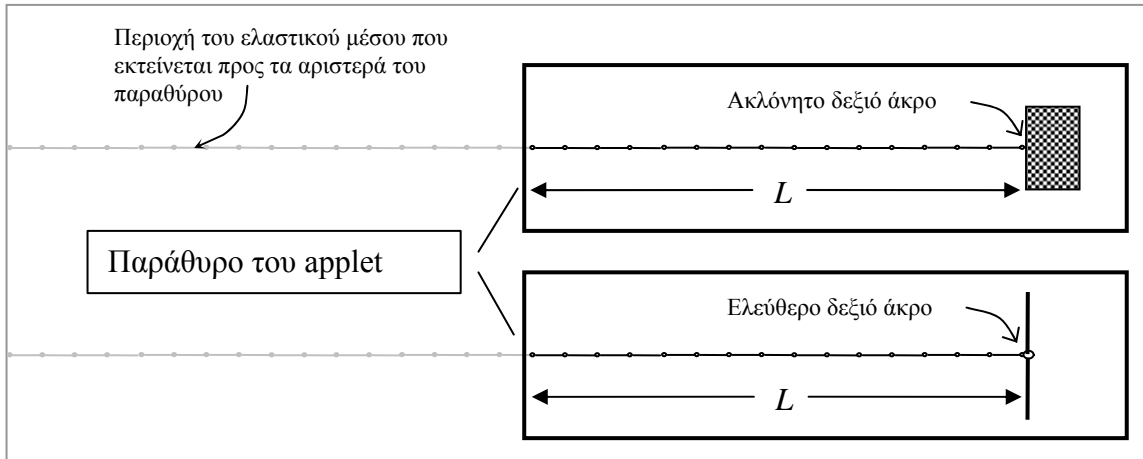 Περιοχή του ελαστικού μέσου που
εκτείνεται προς τα αριστερά του
παραθύρου
Ακλόνητο δεξιό άκρο
L
Παράθυρο του applet
Ελεύθερο δεξιό άκρο
L